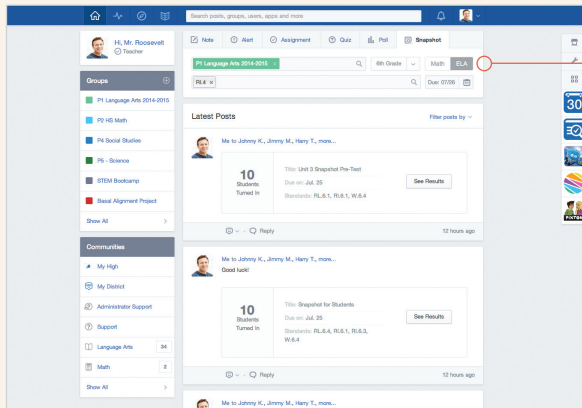 Search posts, groups, users, apps and more
Hi, Mr. Roosevelt
Teacher
Groups
P1 Language Arts 2014-2015
P2 HS Math
P4 Social Studies
P5 - Science
STEM Bootcamp
Basal Alignment Project
Show All
Communities
My High
My District
Administrator Support
Support
Language Arts 34
Math 2
Show All
Note Alert Assignment Quiz Poll Snapshot
P1 Language Arts 2014-2015 × 6th Grade Math ELA
RL4 × Due: 07/26
Latest Posts Filter posts by
Me to Johnny K., Jimmy M., Harry T., more...
10
Students
Turned In
Title: Unit 3 Snapshot Pre-Test
Due on: Jul. 25
Standards: RL.6.1, RI.6.1, W.6.4
See Results
Reply 12 hours ago
Me to Johnny K., Jimmy M., Harry T., more...
Good luck!
10
Students
Turned In
Title: Snapshot for Students
Due on: Jul. 25
Standards: RL.6.4, RI.6.1, RI.6.3,
W.6.4
See Results
Reply 12 hours ago
Me to Johnny K., Jimmy M., Harry T., more...
30
PIXTON